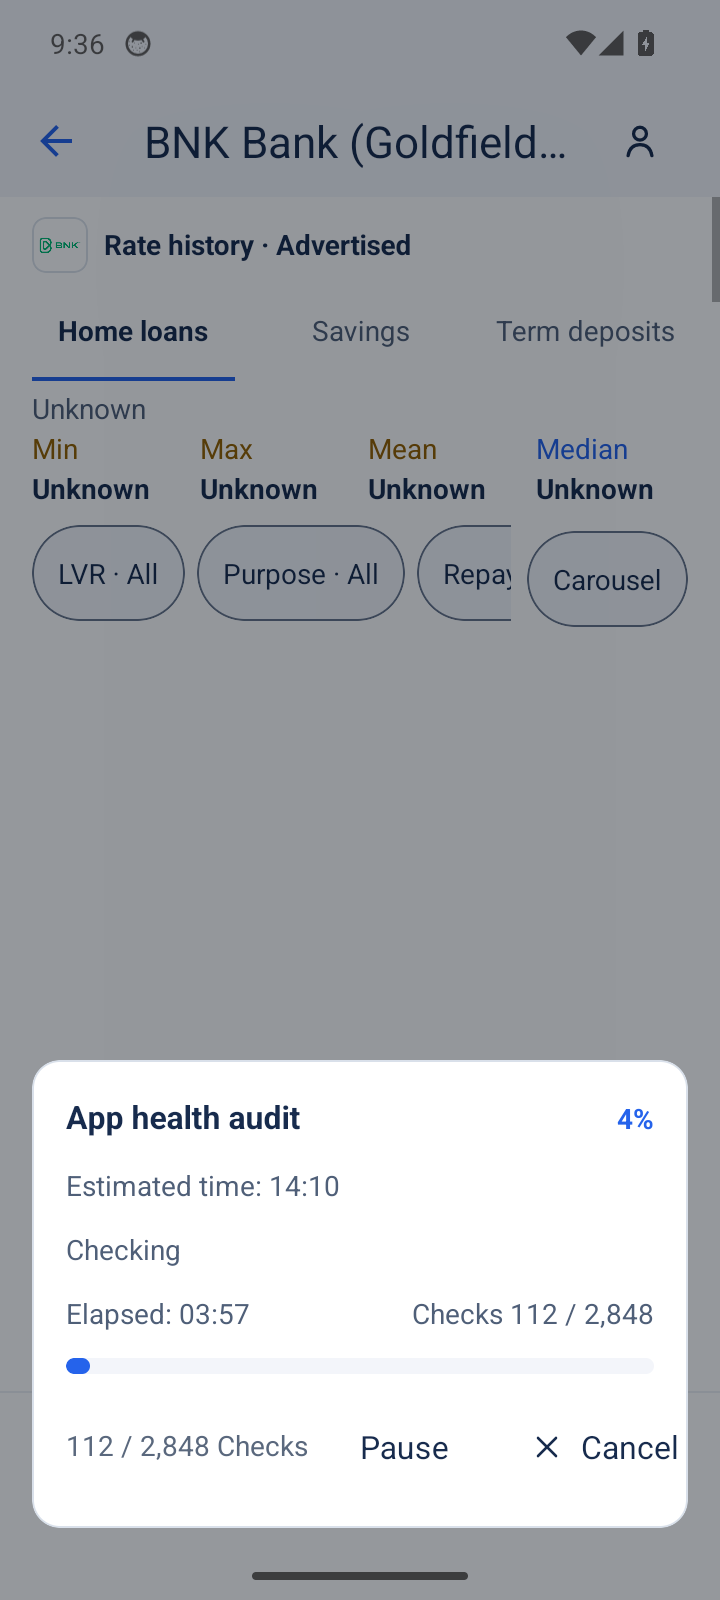 9:36
BNK Bank (Goldfield…
BNK
Rate history · Advertised
Home loans Savings Term deposits
Unknown
Min Max Mean Median
Unknown Unknown Unknown Unknown
LVR · All Purpose · All Repay Carousel
App health audit 4%
Estimated time: 14:10
Checking
Elapsed: 03:57 Checks 112 / 2,848
112 / 2,848 Checks Pause Cancel